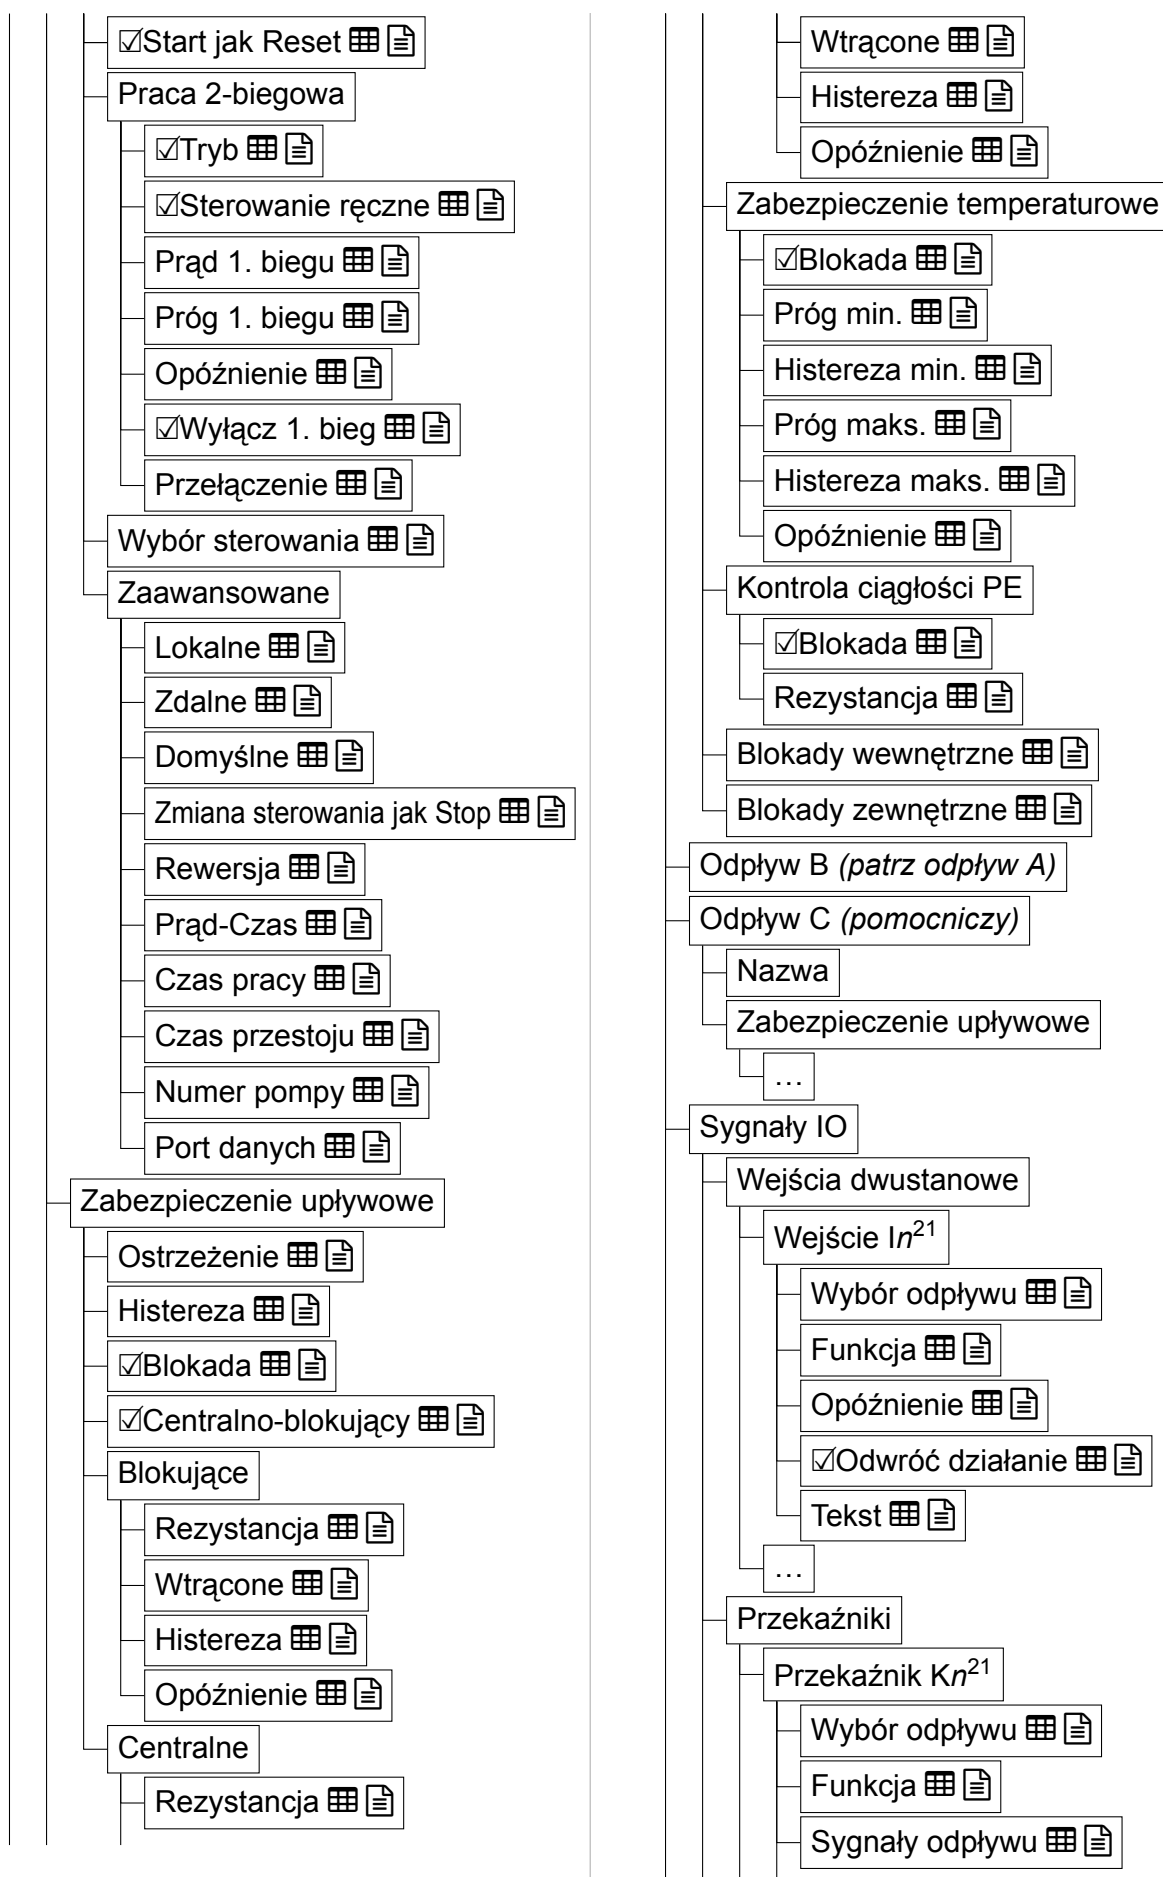 ☑Start jak Reset
Praca 2-biegowa
☑Tryb
☑Sterowanie ręczne
Prąd 1. biegu
Próg 1. biegu
Opóźnienie
☑Wyłącz 1. bieg
Przełączenie
Wybór sterowania
Zaawansowane
Lokalne
Zdalne
Domyślne
Zmiana sterowania jak Stop
Rewersja
Prąd-Czas
Czas pracy
Czas przestoju
Numer pompy
Port danych
Zabezpieczenie upływowe
Ostrzeżenie
Histereza
☑Blokada
☑Centralno-blokujący
Blokujące
Rezystancja
Wtrącone
Histereza
Opóźnienie
Centralne
Rezystancja
Wtrącone
Histereza
Opóźnienie
Zabezpieczenie temperaturowe
☑Blokada
Próg min.
Histereza min.
Próg maks.
Histereza maks.
Opóźnienie
Kontrola ciągłości PE
☑Blokada
Rezystancja
Blokady wewnętrzne
Blokady zewnętrzne
Odpływ B (patrz odpływ A)
Odpływ C (pomocniczy)
Nazwa
Zabezpieczenie upływowe
…
Sygnały IO
Wejścia dwustanowe
Wejście In²¹
Wybór odpływu
Funkcja
Opóźnienie
☑Odwróć działanie
Tekst
…
Przekaźniki
Przekaźnik Kn²¹
Wybór odpływu
Funkcja
Sygnały odpływu